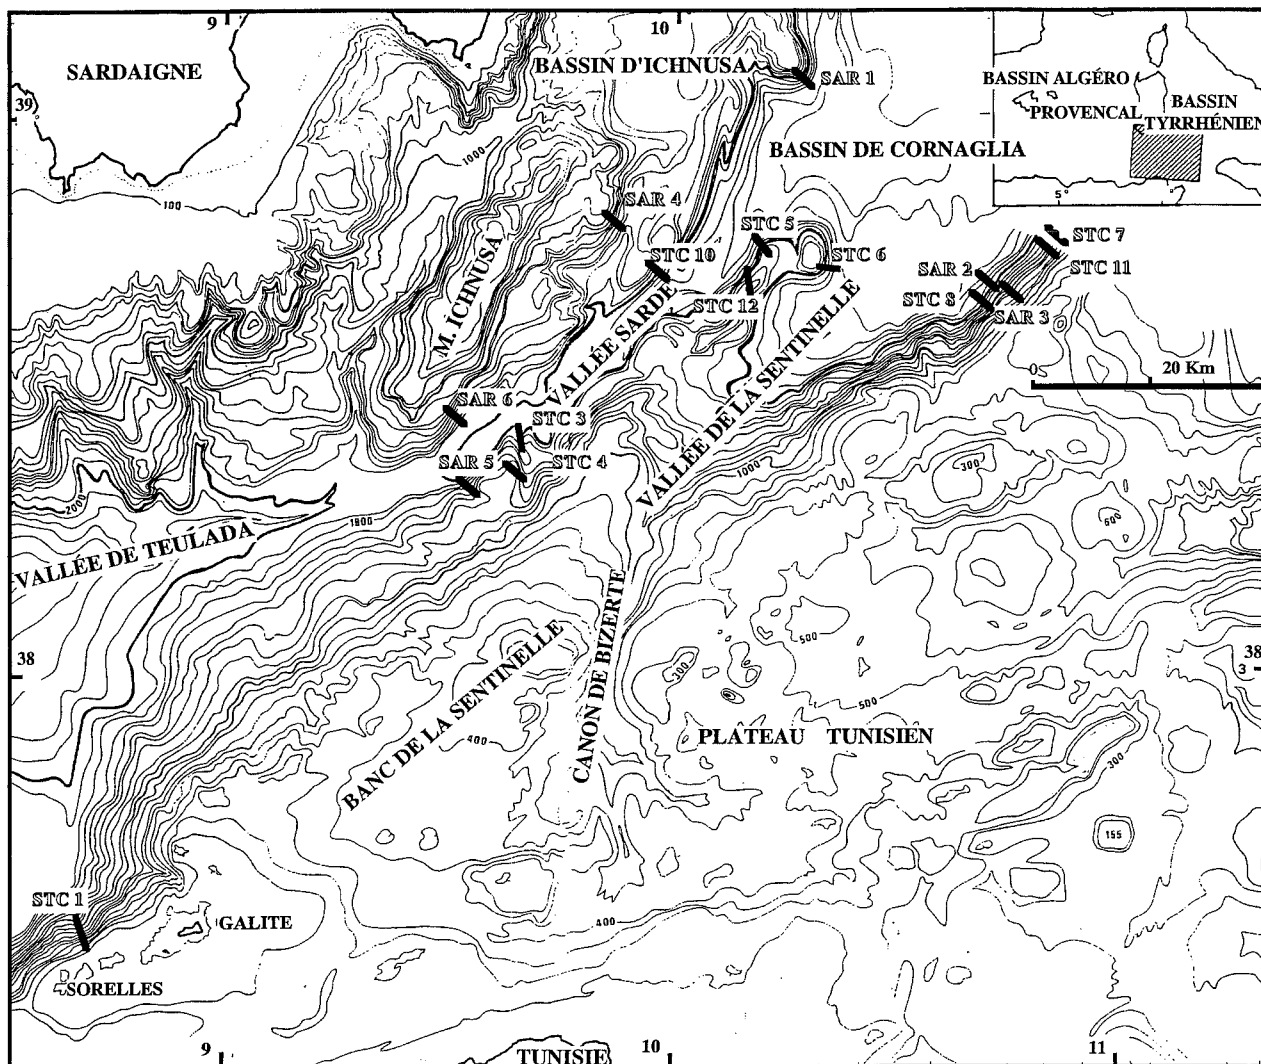 9
10
SARDAIGNE
BASSIN D'ICHNUSA
SAR 1
BASSIN ALGÉRO
PROVENCAL
BASSIN
TYRRHÉNIEN
5°
39
1000
100
BASSIN DE CORNAGLIA
SAR 4
M. ICHNUSA
STC 10
STC 5
STC 6
STC 12
STC 7
STC 11
SAR 2
STC 8
SAR 3
VALLÉE SARDE
VALLÉE DE LA SENTINELLE
20 Km
SAR 6
STC 3
SAR 5
STC 4
1000
300
2000
1800
VALLÉE DE TEULADA
CANON DE BIZERTE
500
38
38
3
300
500
BANC DE LA SENTINELLE
400
PLATEAU TUNISIEN
300
155
STC 1
GALITE
400
SORELLES
9
TUNISIE
10
11